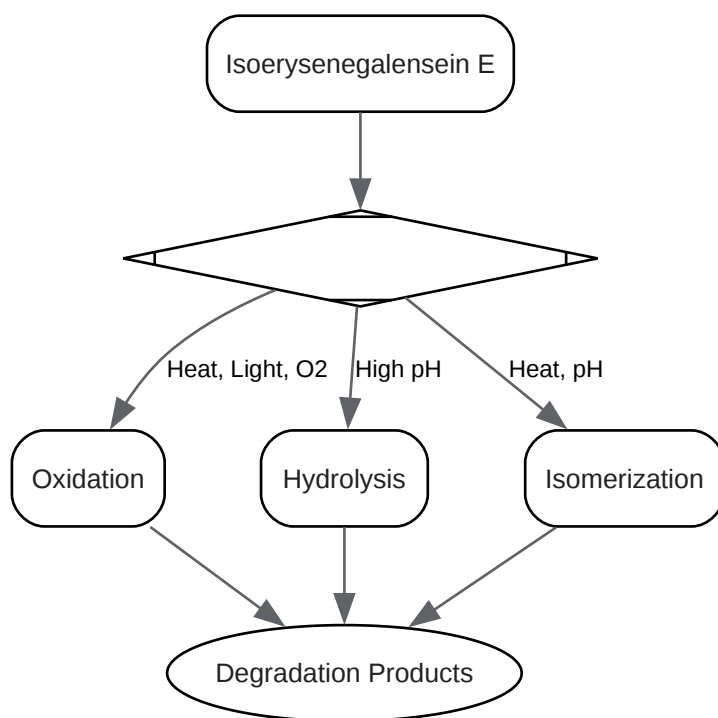 Isoerysenegalensein E
Heat, Light, O2
High pH
Heat, pH
Oxidation
Hydrolysis
Isomerization
Degradation Products